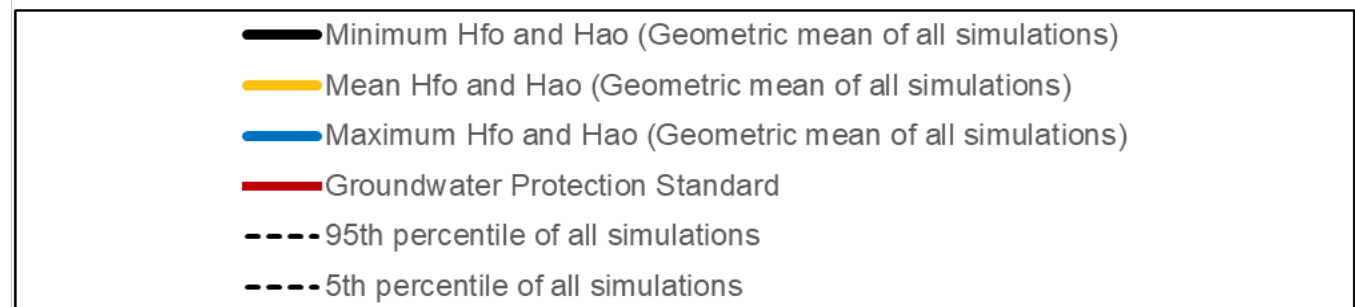 Minimum Hfo and Hao (Geometric mean of all simulations)
Mean Hfo and Hao (Geometric mean of all simulations)
Maximum Hfo and Hao (Geometric mean of all simulations)
Groundwater Protection Standard
95th percentile of all simulations
5th percentile of all simulations